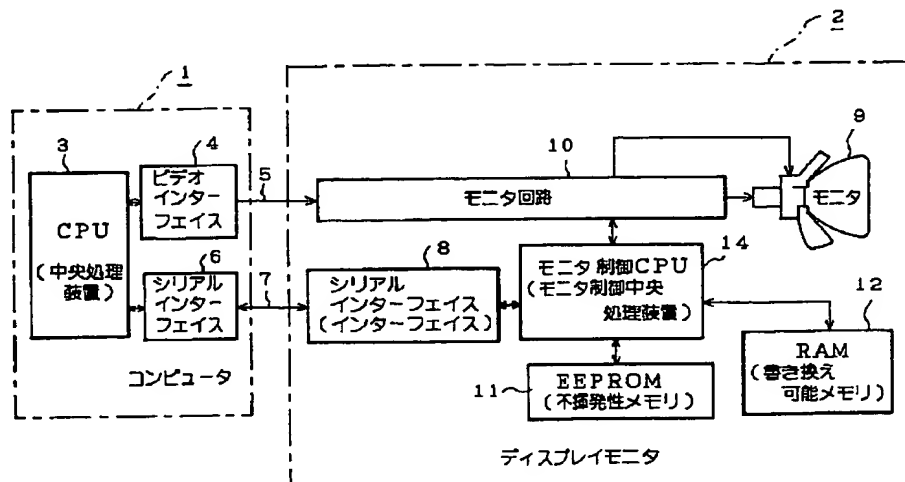 2
1
3
4
5
ビデオ
インター
フェイス
CPU
(中央処理
装置)
6
7
シリアル
インター
フェイス
コンピュータ
8
シリアル
インターフェイス
(インターフェイス)
10
モニタ回路
9
モニタ
14
モニタ制御CPU
(モニタ制御中央
処理装置)
11
EEPROM
(不揮発性メモリ)
12
RAM
(書き換え
可能メモリ)
ディスプレイモニタ